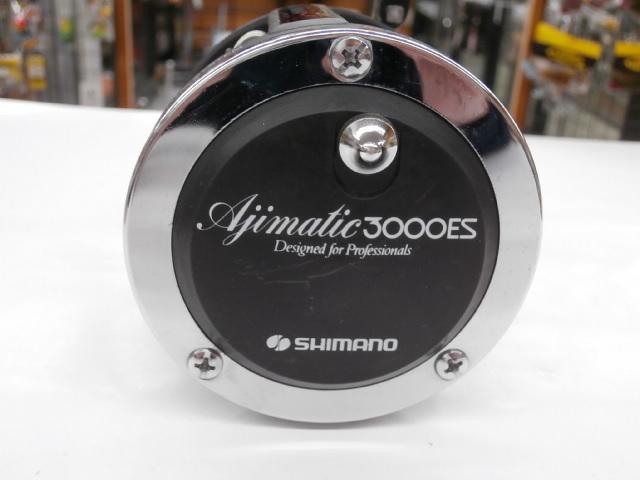 Ajimatic 3000ES
Designed for Professionals
SHIMANO